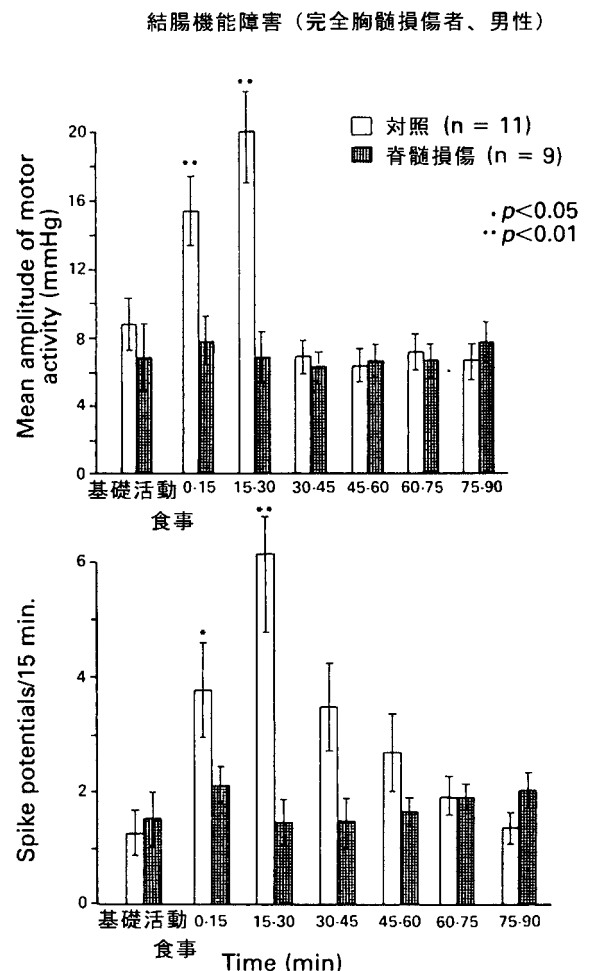 結腸機能障害（完全胸髄損傷者、男性）
対照 (n = 11)
脊髄損傷 (n = 9)
• p<0.05
•• p<0.01
Mean amplitude of motor
activity (mmHg)
20
16
12
8
4
0
•• ••
基礎活動 0-15 15-30 30-45 45-60 60-75 75-90
食事
Spike potentials/15 min.
6
4
2
0
• ••
基礎活動 0-15 15-30 30-45 45-60 60-75 75-90
食事
Time (min)